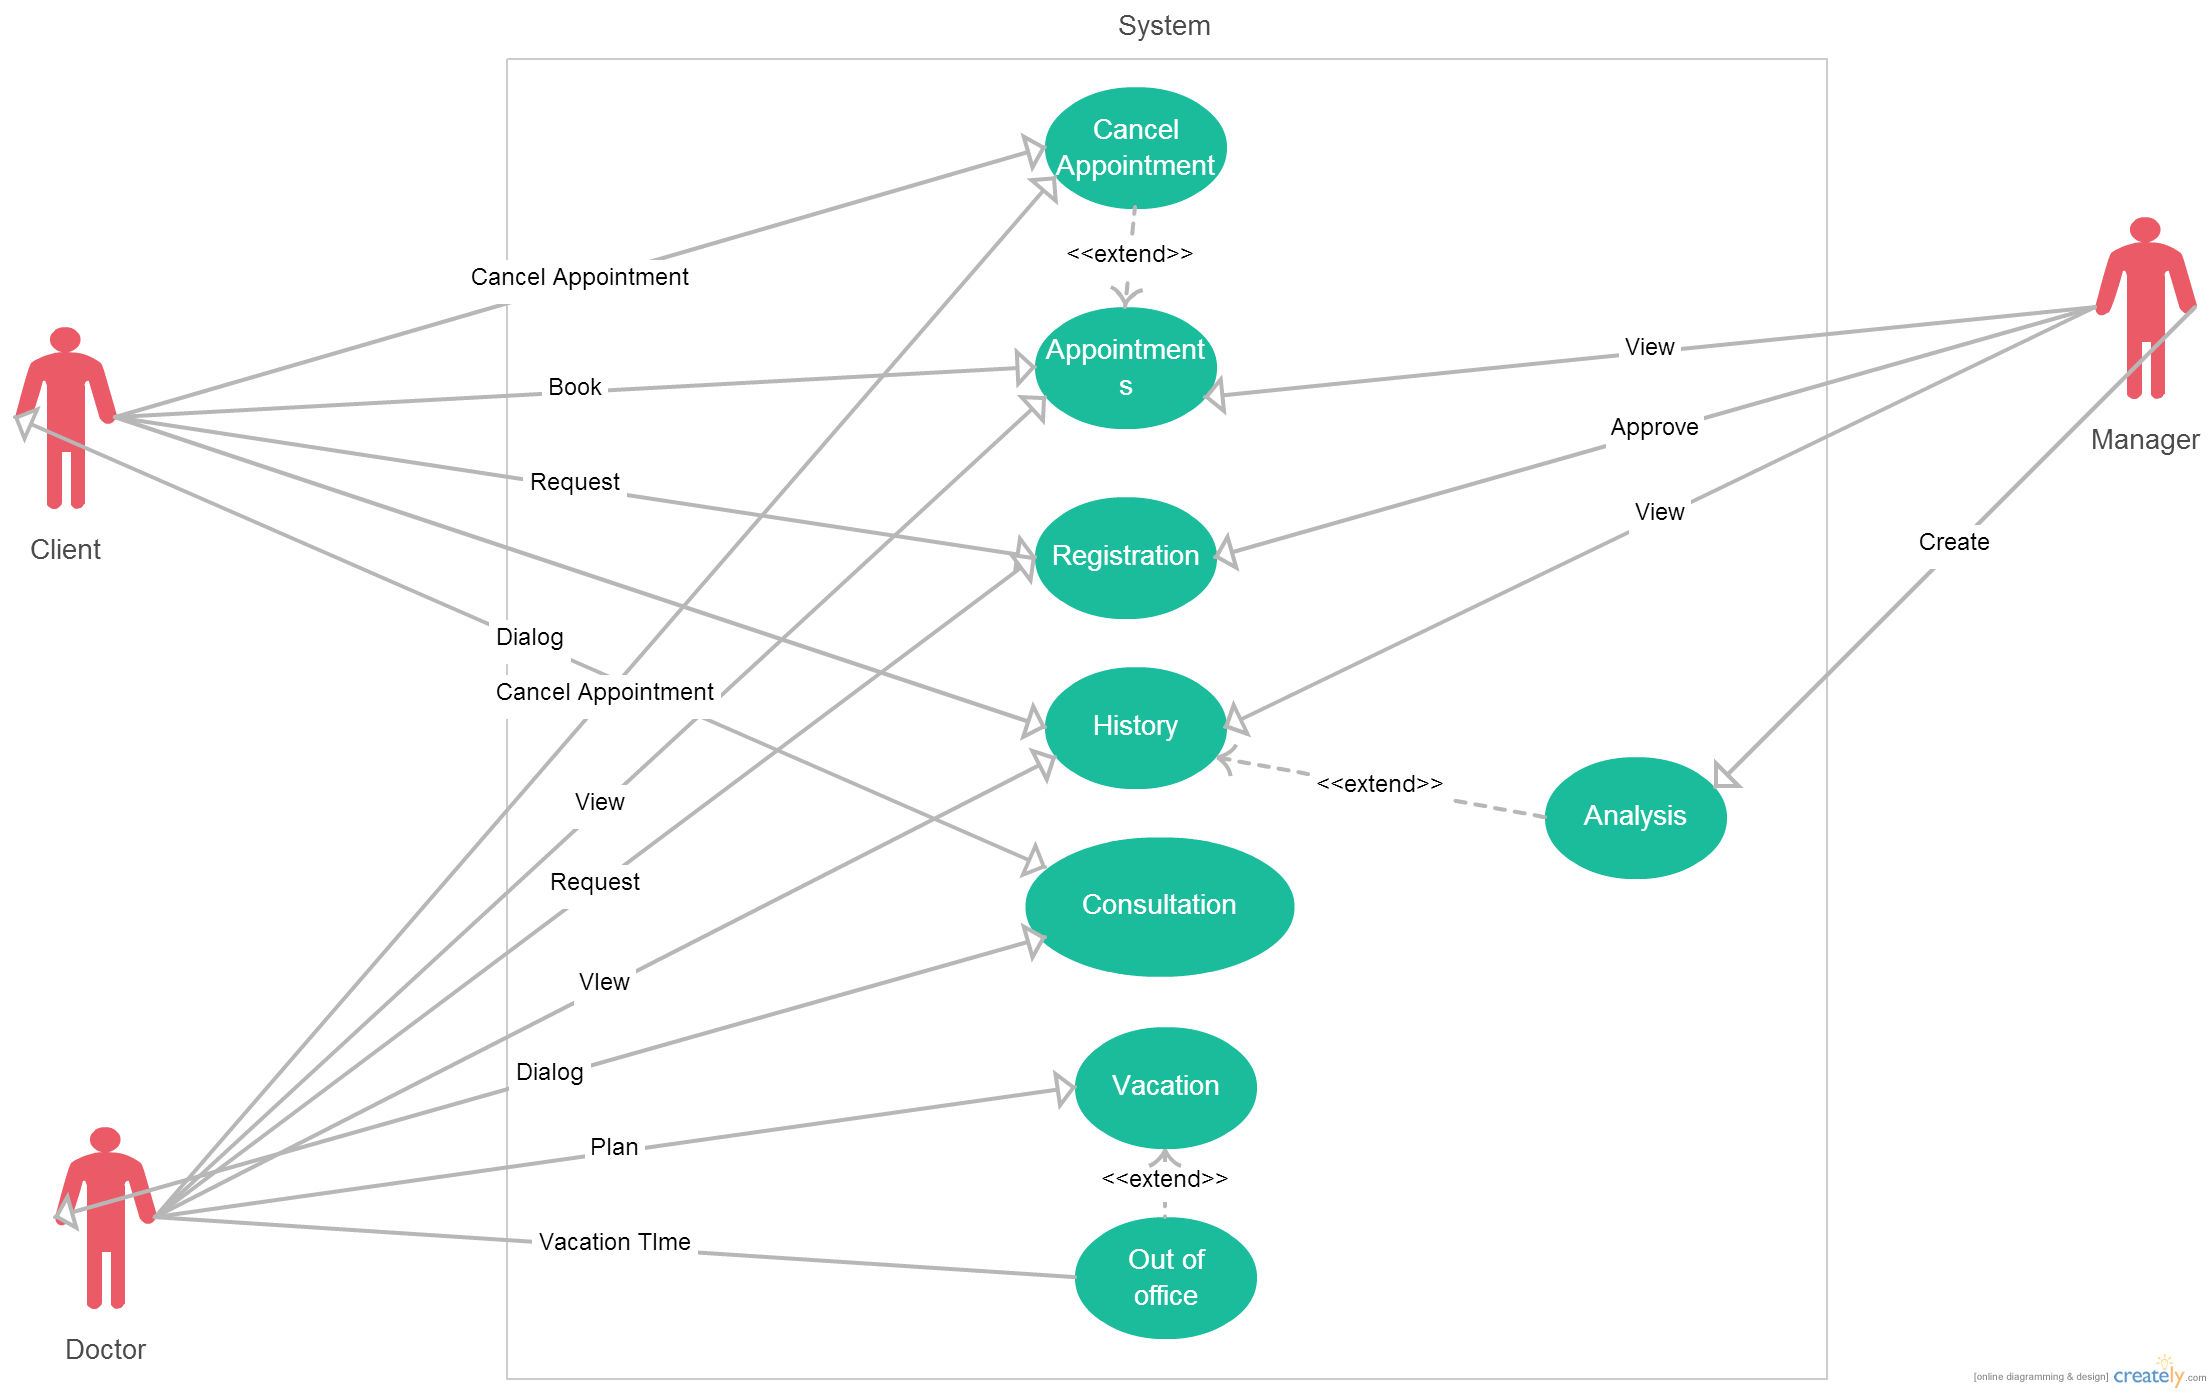 System
Cancel
Appointment
<<extend>>
Cancel Appointment
Appointment
s
Book
View
Approve
Manager
Request
View
Client
Registration
Create
Dialog
Cancel Appointment
History
<<extend>>
View
Analysis
Request
Consultation
VIew
Dialog
Vacation
Plan
<<extend>>
Vacation TIme
Out of
office
Doctor
[online diagramming & design] creately.com